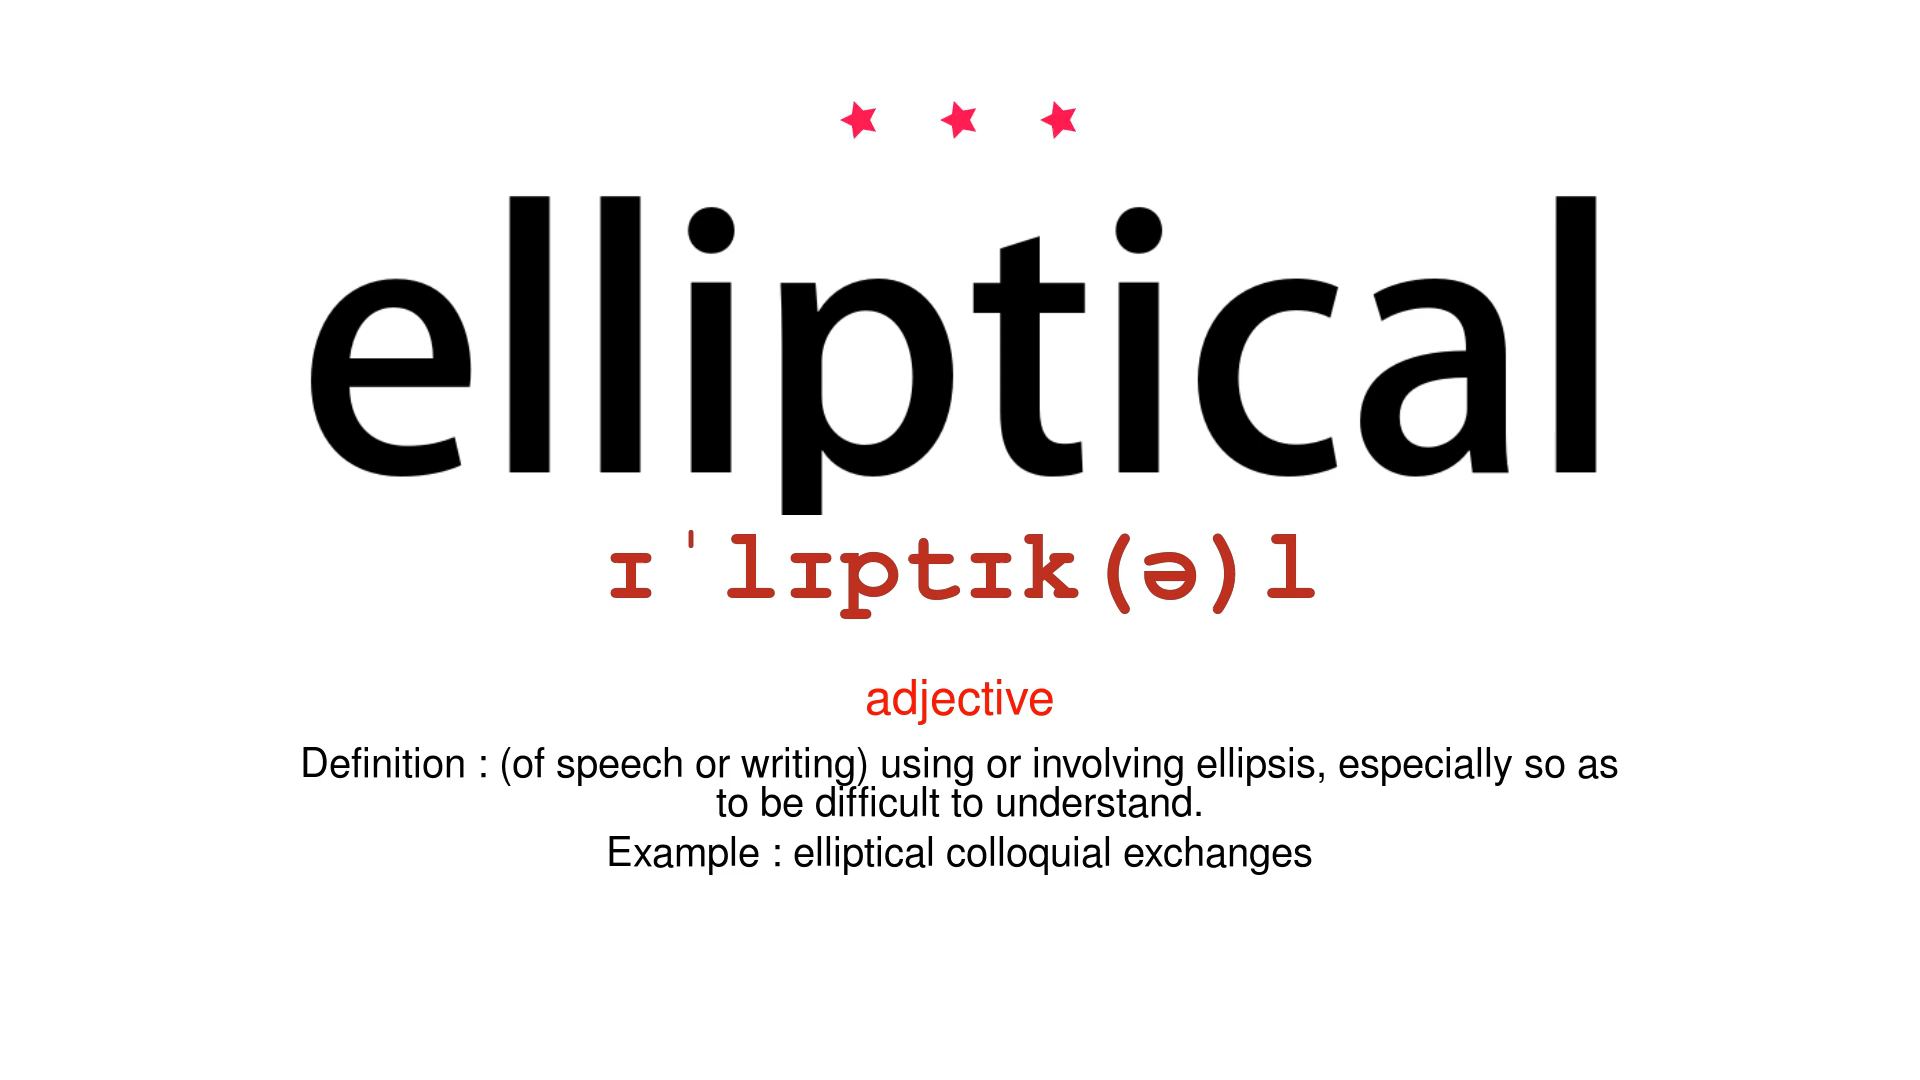 elliptical
ɪˈlɪptɪk(ə)l
adjective
Definition : (of speech or writing) using or involving ellipsis, especially so as
to be difficult to understand.
Example : elliptical colloquial exchanges